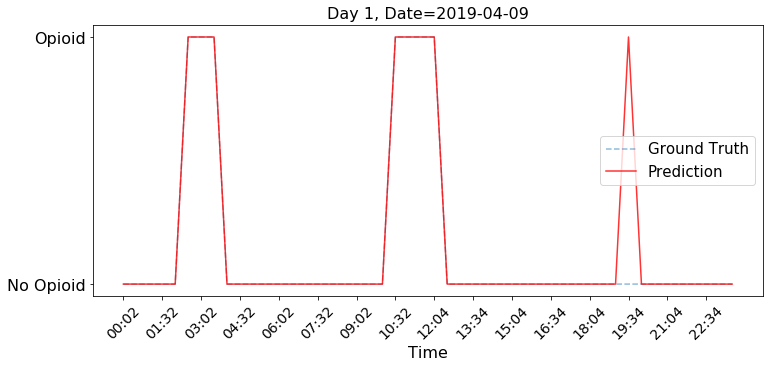 Day 1, Date=2019-04-09
Opioid
No Opioid
Ground Truth
Prediction
00:02
01:32
03:02
04:32
06:02
07:32
09:02
10:32
12:04
13:34
15:04
16:34
18:04
19:34
21:04
22:34
Time